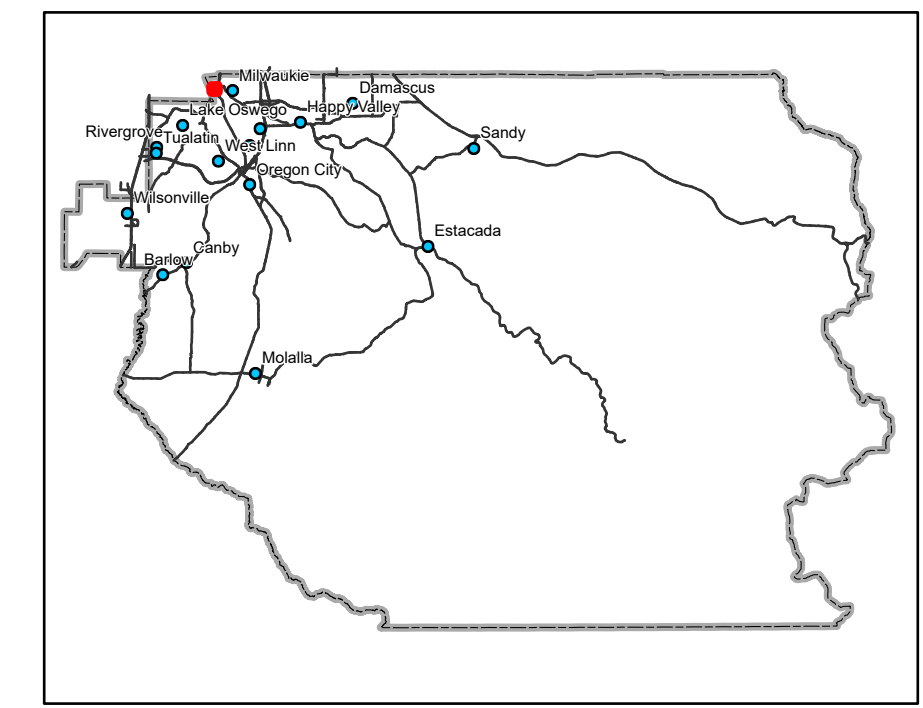 Milwaukie
Damascus
Lake Oswego
Happy Valley
Rivergrove
Tualatin
West Linn
Sandy
Oregon City
Wilsonville
Estacada
Canby
Barlow
Molalla